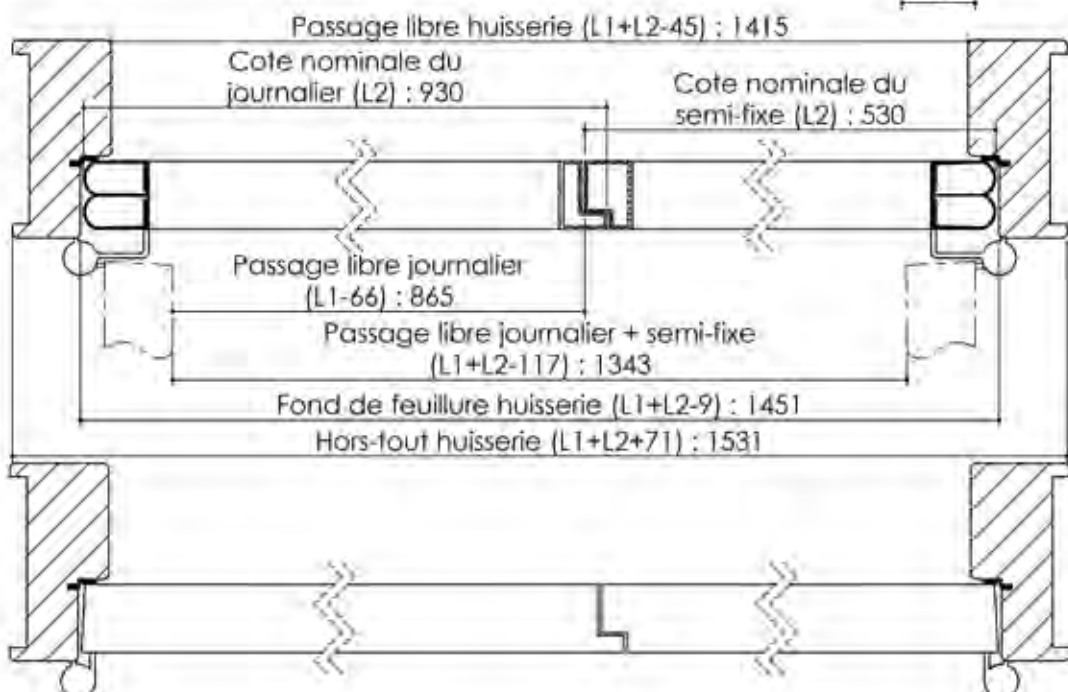 Passage libre huisserie (L1+L2-45) : 1415
Cote nominale du
journalier (L2) : 930
Cote nominale du
semi-fixe (L2) : 530
Passage libre journalier
(L1-66) : 865
Passage libre journalier + semi-fixe
(L1+L2-117) : 1343
Fond de feuillure huisserie (L1+L2-9) : 1451
Hors-tout huisserie (L1+L2+71) : 1531